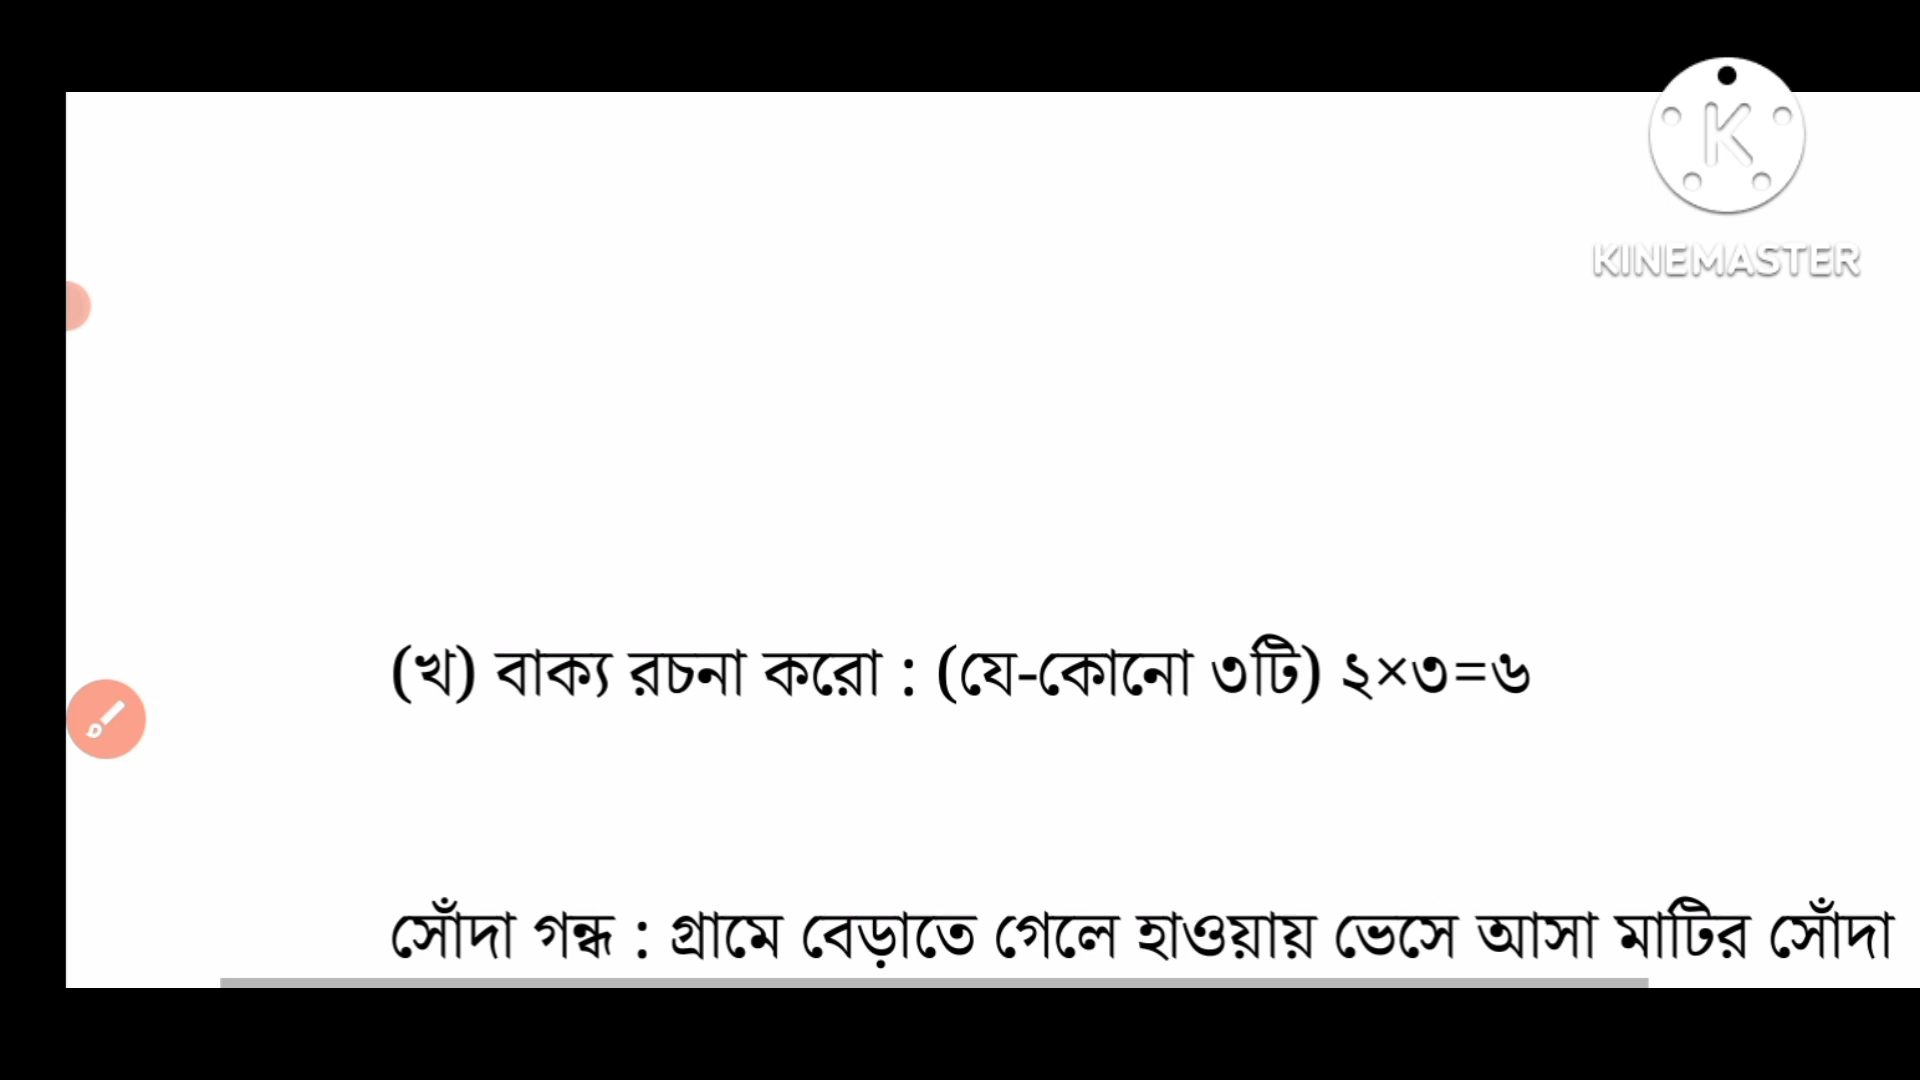 KINEMASTER
(খ) বাক্য রচনা করো : (যে-কোনো ৩টি) ২×৩=৬
সোঁদা গন্ধ : গ্রামে বেড়াতে গেলে হাওয়ায় ভেসে আসা মাটির সোঁদা